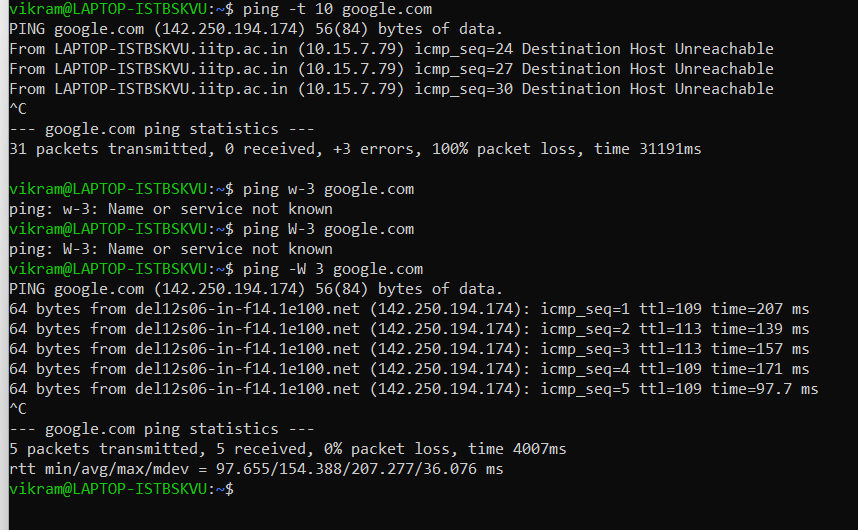 vikram@LAPTOP-ISTBSKVU:~$ ping -t 10 google.com
PING google.com (142.250.194.174) 56(84) bytes of data.
From LAPTOP-ISTBSKVU.iitp.ac.in (10.15.7.79) icmp_seq=24 Destination Host Unreachable
From LAPTOP-ISTBSKVU.iitp.ac.in (10.15.7.79) icmp_seq=27 Destination Host Unreachable
From LAPTOP-ISTBSKVU.iitp.ac.in (10.15.7.79) icmp_seq=30 Destination Host Unreachable
^C
--- google.com ping statistics ---
31 packets transmitted, 0 received, +3 errors, 100% packet loss, time 31191ms
vikram@LAPTOP-ISTBSKVU:~$ ping w-3 google.com
ping: w-3: Name or service not known
vikram@LAPTOP-ISTBSKVU:~$ ping W-3 google.com
ping: W-3: Name or service not known
vikram@LAPTOP-ISTBSKVU:~$ ping -W 3 google.com
PING google.com (142.250.194.174) 56(84) bytes of data.
64 bytes from del12s06-in-f14.1e100.net (142.250.194.174): icmp_seq=1 ttl=109 time=207 ms
64 bytes from del12s06-in-f14.1e100.net (142.250.194.174): icmp_seq=2 ttl=113 time=139 ms
64 bytes from del12s06-in-f14.1e100.net (142.250.194.174): icmp_seq=3 ttl=113 time=157 ms
64 bytes from del12s06-in-f14.1e100.net (142.250.194.174): icmp_seq=4 ttl=109 time=171 ms
64 bytes from del12s06-in-f14.1e100.net (142.250.194.174): icmp_seq=5 ttl=109 time=97.7 ms
^C
--- google.com ping statistics ---
5 packets transmitted, 5 received, 0% packet loss, time 4007ms
rtt min/avg/max/mdev = 97.655/154.388/207.277/36.076 ms
vikram@LAPTOP-ISTBSKVU:~$